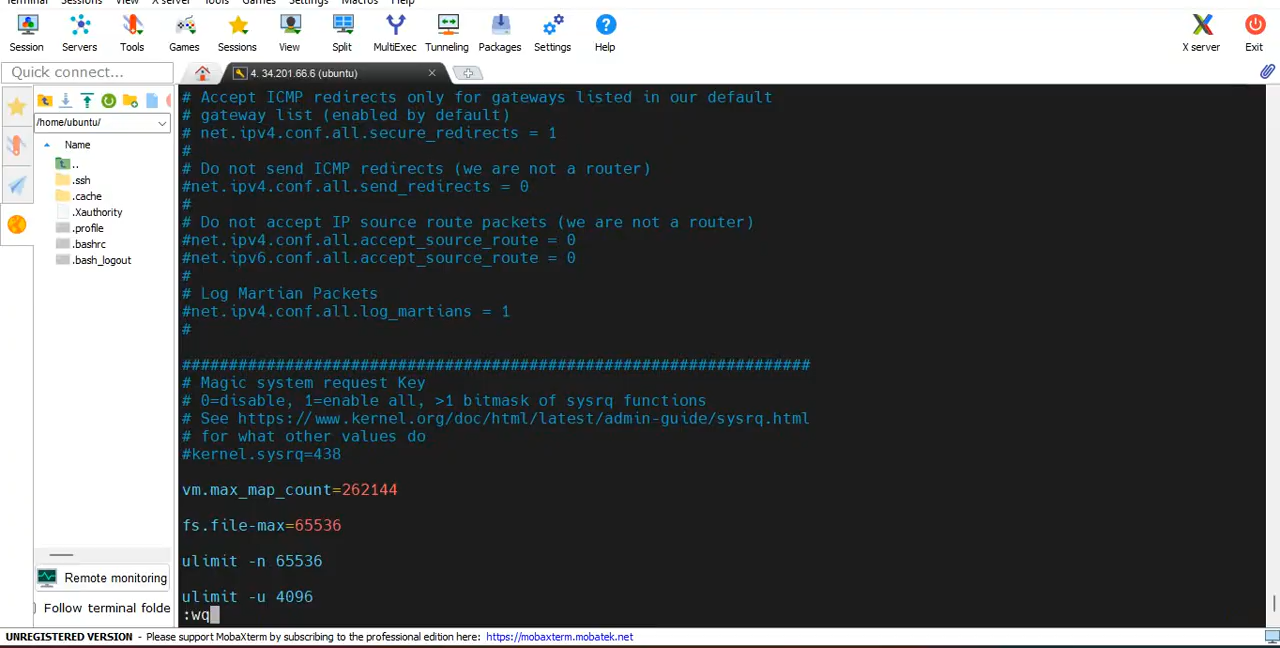 Terminal Sessions View X server Tools Games Settings Macros Help
Session Servers Tools Games Sessions View Split MultiExec Tunneling Packages Settings Help X server Exit
Quick connect... 4. 34.201.66.6 (ubuntu)
/home/ubuntu/
Name
..
.ssh
.cache
.Xauthority
.profile
.bashrc
.bash_logout
Remote monitoring
Follow terminal folde
# Accept ICMP redirects only for gateways listed in our default
# gateway list (enabled by default)
# net.ipv4.conf.all.secure_redirects = 1
#
# Do not send ICMP redirects (we are not a router)
#net.ipv4.conf.all.send_redirects = 0
#
# Do not accept IP source route packets (we are not a router)
#net.ipv4.conf.all.accept_source_route = 0
#net.ipv6.conf.all.accept_source_route = 0
#
# Log Martian Packets
#net.ipv4.conf.all.log_martians = 1
#
###################################################################
# Magic system request Key
# 0=disable, 1=enable all, >1 bitmask of sysrq functions
# See https://www.kernel.org/doc/html/latest/admin-guide/sysrq.html
# for what other values do
#kernel.sysrq=438
vm.max_map_count=262144
fs.file-max=65536
ulimit -n 65536
ulimit -u 4096
:wq
UNREGISTERED VERSION - Please support MobaXterm by subscribing to the professional edition here: https://mobaxterm.mobatek.net